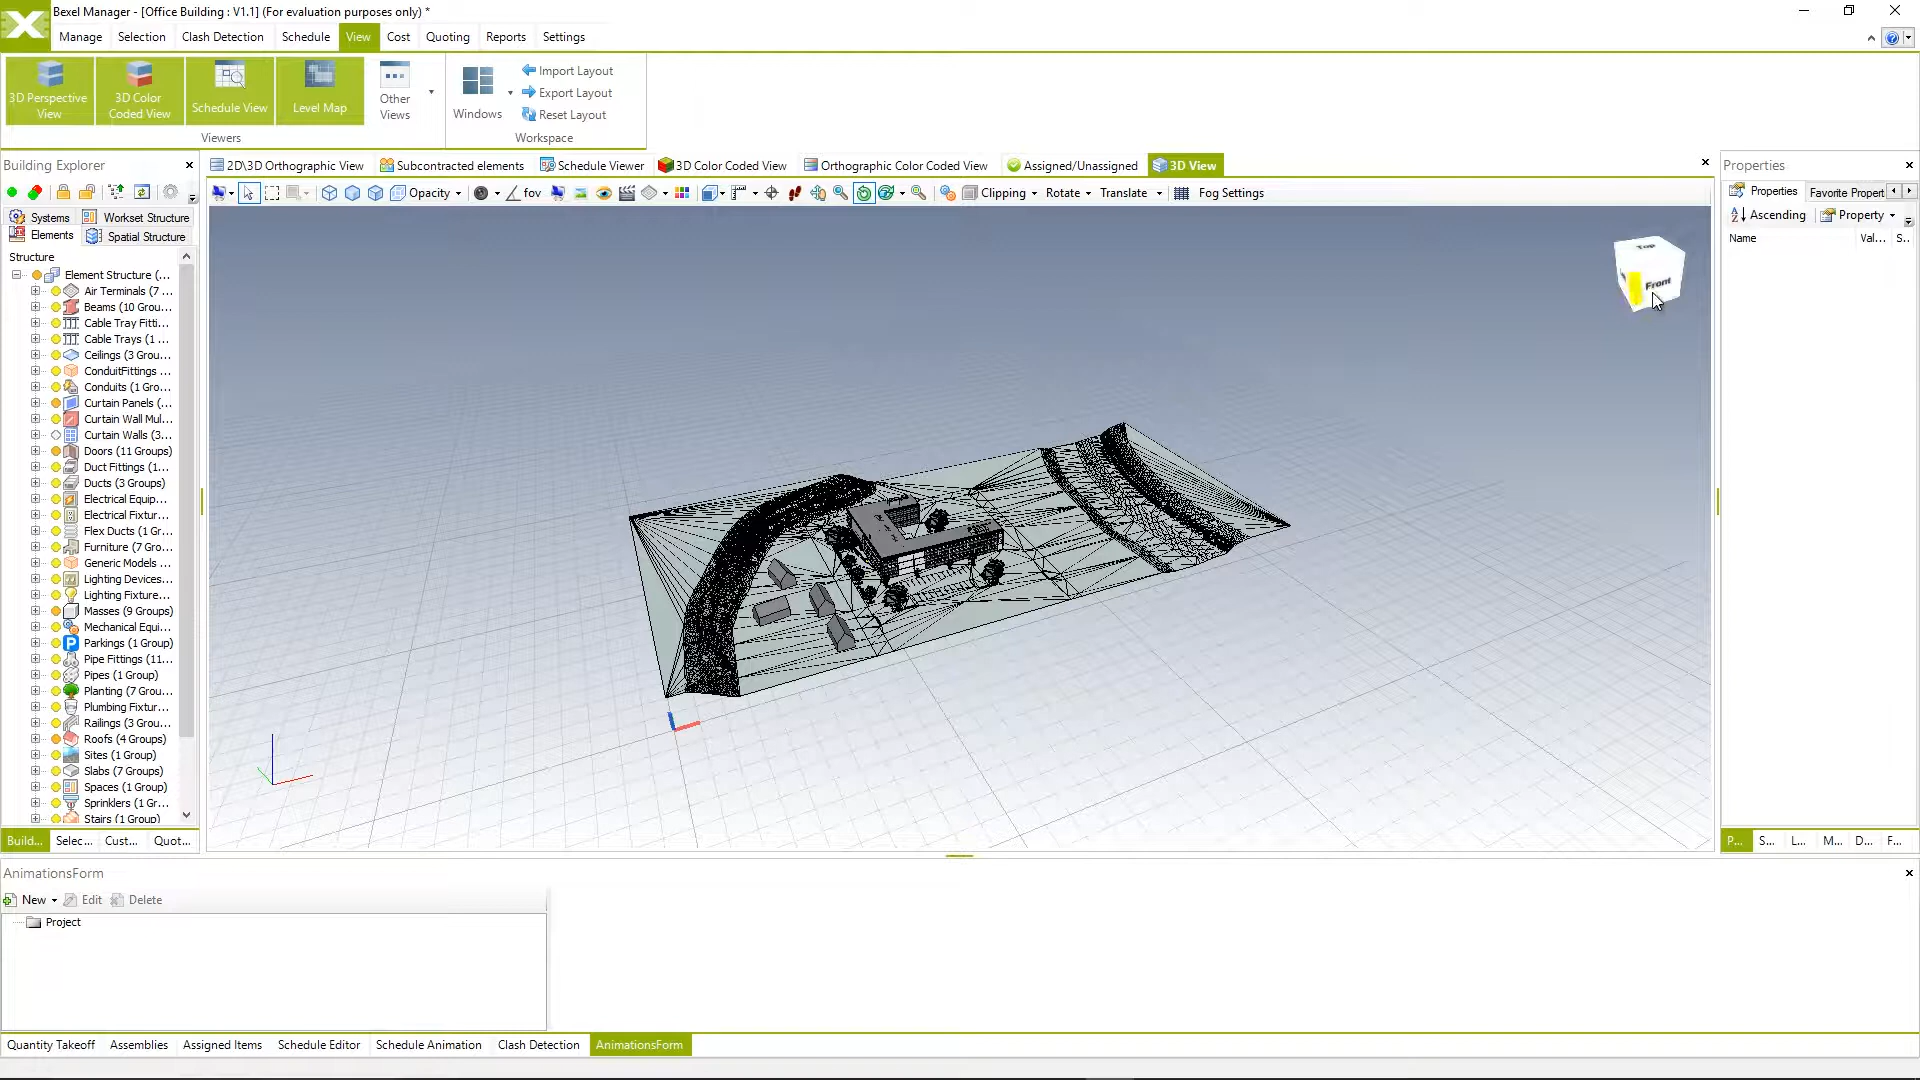 Bexel Manager - [Office Building : V1.1] (For evaluation purposes only) *
Manage Selection Clash Detection Schedule View Cost Quoting Reports Settings
3D Perspective View
3D Color Coded View
Schedule View
Level Map
Other Views
Viewers
Windows
Import Layout
Export Layout
Reset Layout
Workspace
Building Explorer
Systems Workset Structure
Elements Spatial Structure
Structure
Element Structure (...
Air Terminals (7 ...
Beams (10 Grou...
Cable Tray Fitti...
Cable Trays (1 ...
Ceilings (3 Grou...
ConduitFittings ...
Conduits (1 Gro...
Curtain Panels (...
Curtain Wall Mul...
Curtain Walls (3...
Doors (11 Groups)
Duct Fittings (1...
Ducts (3 Groups)
Electrical Equip...
Electrical Fixtur...
Flex Ducts (1 Gr...
Furniture (7 Gro...
Generic Models ...
Lighting Devices...
Lighting Fixture...
Masses (9 Groups)
Mechanical Equi...
Parkings (1 Group)
Pipe Fittings (11...
Pipes (1 Group)
Planting (7 Grou...
Plumbing Fixtur...
Railings (3 Grou...
Roofs (4 Groups)
Sites (1 Group)
Slabs (7 Groups)
Spaces (1 Group)
Sprinklers (1 Gr...
Stairs (1 Group)
Build... Selec... Cust... Quot...
2D\3D Orthographic View Subcontracted elements Schedule Viewer 3D Color Coded View Orthographic Color Coded View Assigned/Unassigned 3D View
Opacity fov Clipping Rotate Translate Fog Settings
Top
Front
Properties
Properties Favorite Propert
Ascending Property
Name Val... S..
P... S... L... M... D... F...
AnimationsForm
New Edit Delete
Project
Quantity Takeoff Assemblies Assigned Items Schedule Editor Schedule Animation Clash Detection AnimationsForm